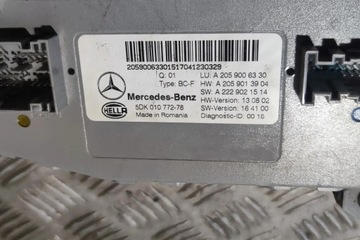 2059006330151704123032​9
Q: 01
LU: A 205 900 63 30
Type: BC-F
HW: A 205 901 39 04
SW: A 222 902 15 14
Mercedes-Benz
HW-Version: 13 08 02
HELLA
5DK 010 772-78
SW-Version: 16 41 00
Made in Romania
Diagnostic-ID: 00 16